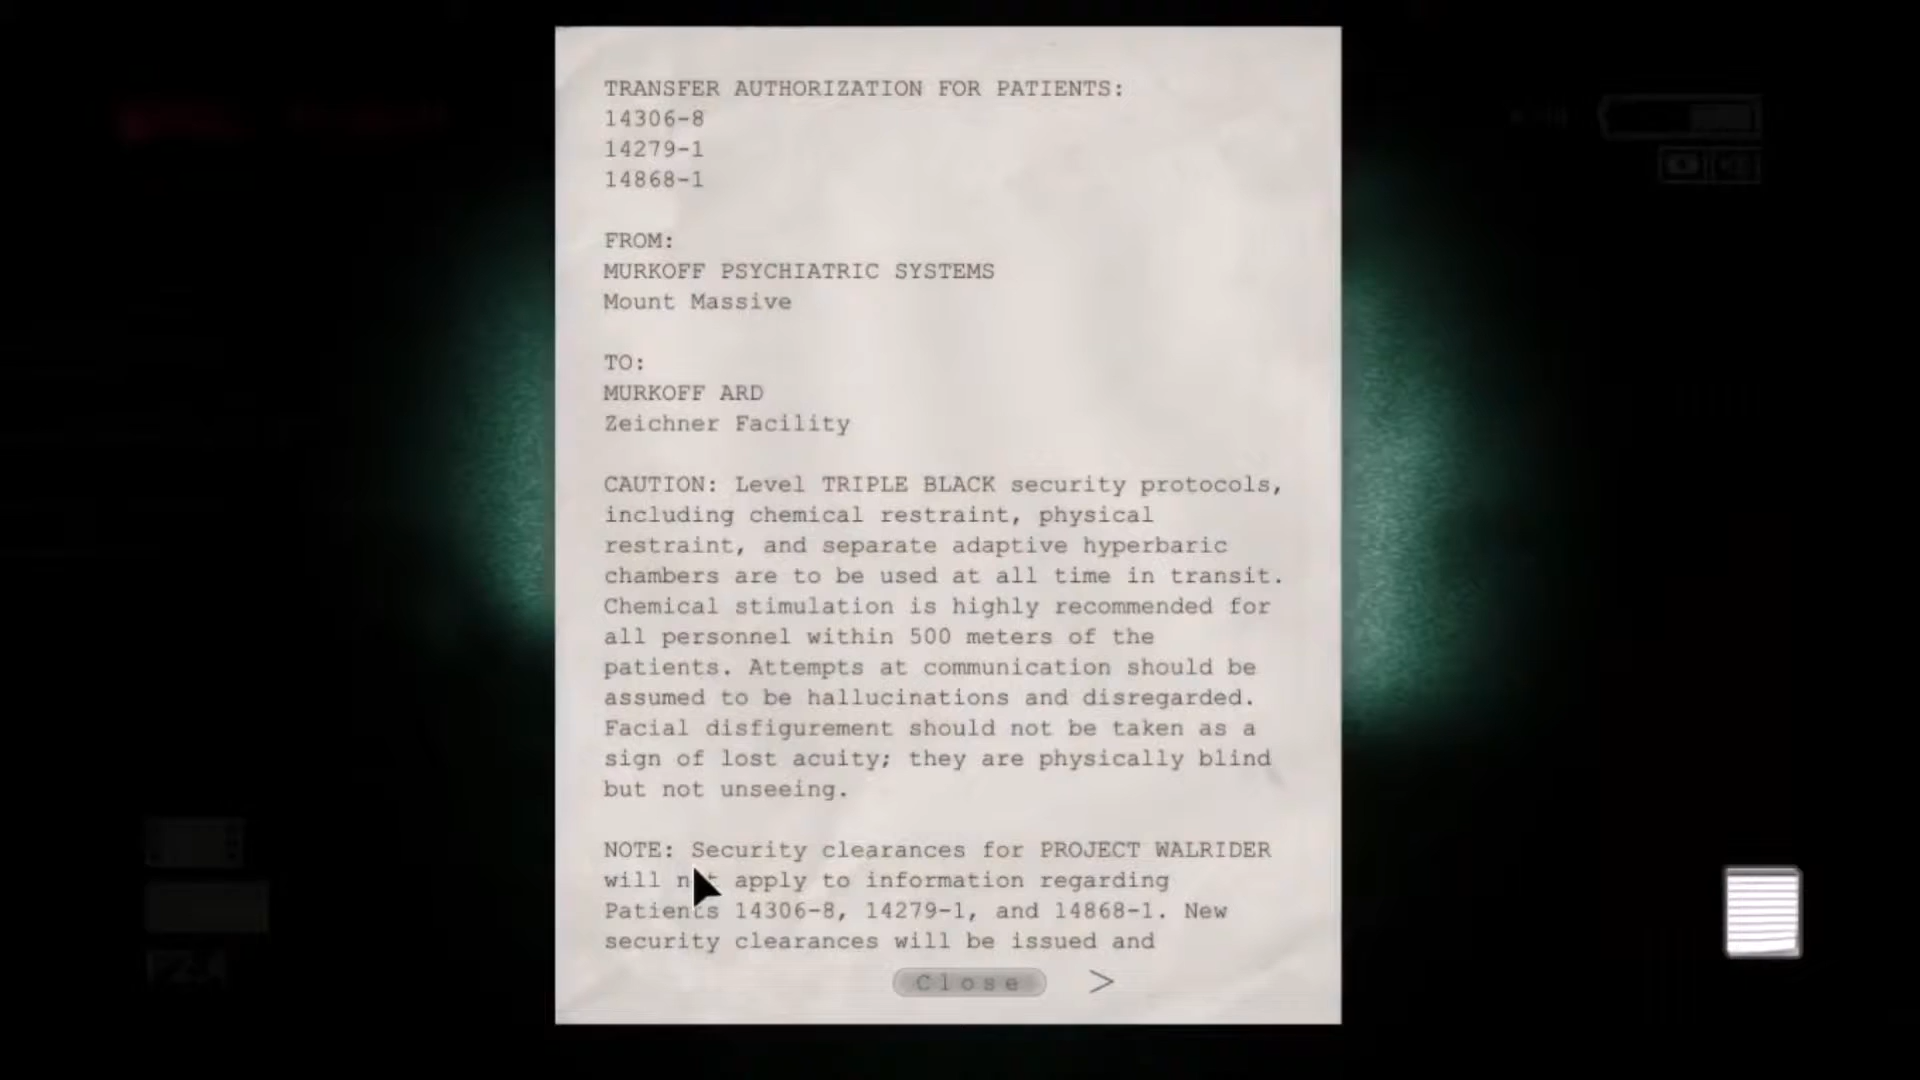 TRANSFER AUTHORIZATION FOR PATIENTS:
14306-8
14279-1
14868-1
FROM:
MURKOFF PSYCHIATRIC SYSTEMS
Mount Massive
TO:
MURKOFF ARD
Zeichner Facility
CAUTION: Level TRIPLE BLACK security protocols,
including chemical restraint, physical
restraint, and separate adaptive hyperbaric
chambers are to be used at all time in transit.
Chemical stimulation is highly recommended for
all personnel within 500 meters of the
patients. Attempts at communication should be
assumed to be hallucinations and disregarded.
Facial disfigurement should not be taken as a
sign of lost acuity; they are physically blind
but not unseeing.
NOTE: Security clearances for PROJECT WALRIDER
will not apply to information regarding
Patients 14306-8, 14279-1, and 14868-1. New
security clearances will be issued and
Close >